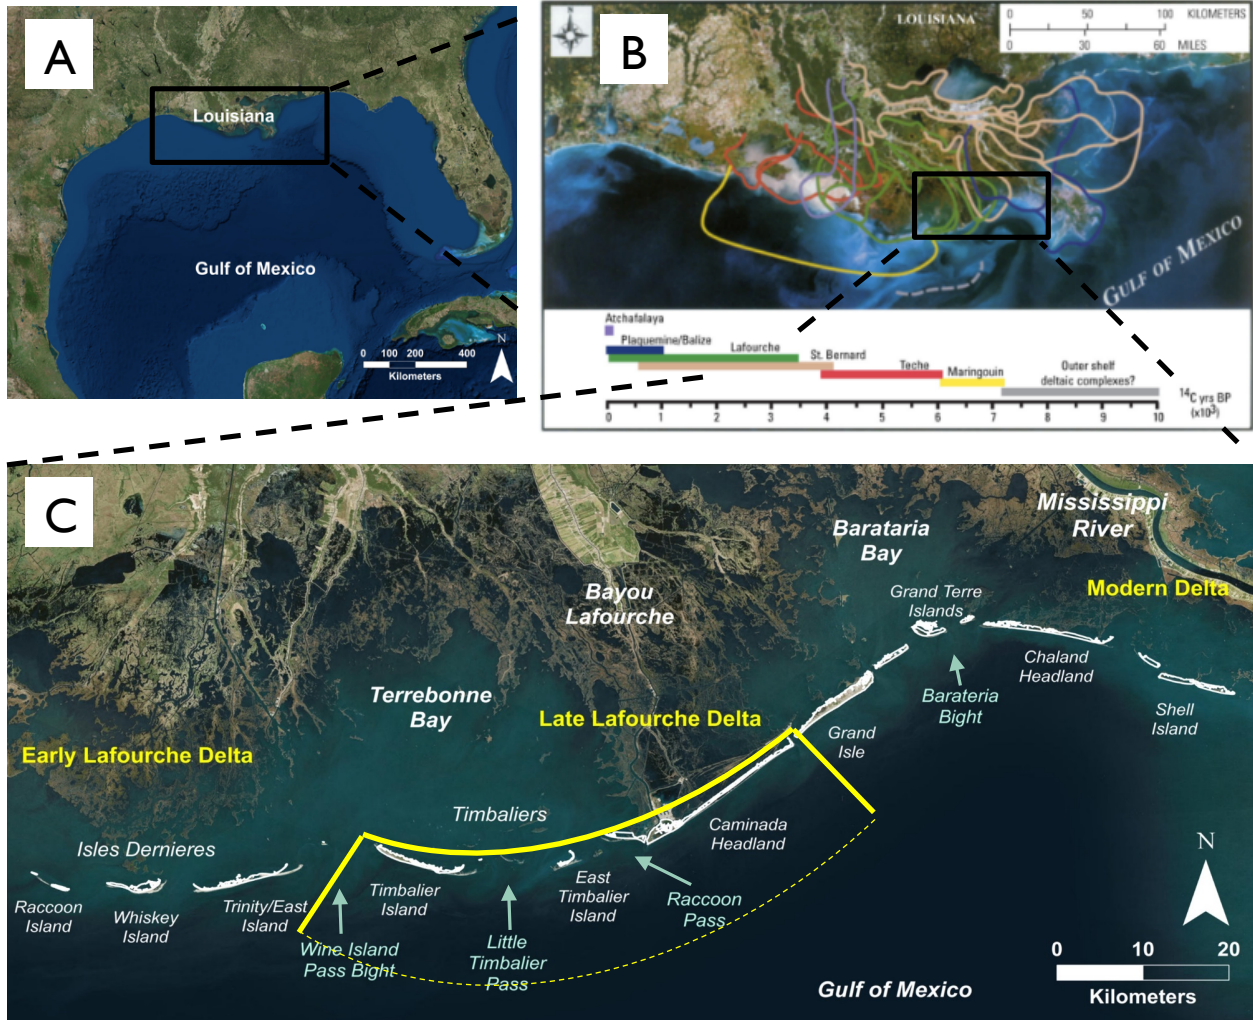 A
Louisiana
Gulf of Mexico
0 100 200 400
Kilometers
N
B
N
LOUISIANA
0 50 100 KILOMETERS
0 30 60 MILES
GULF OF MEXICO
Atchafalaya
Plaquemine/Balize
Lafourche
St. Bernard
Teche
Maringouin
Outer shelf
deltaic complexes?
0 1 2 3 4 5 6 7 8 9 10
14C yrs BP
(x10³)
C
Mississippi
River
Barataria
Bay
Modern Delta
Bayou
Lafourche
Grand Terre
Islands
Chaland
Headland
Barateria
Bight
Shell
Island
Terrebonne
Bay
Late Lafourche Delta
Grand
Isle
Early Lafourche Delta
Timbaliers
Caminada
Headland
Isles Dernieres
Raccoon
Island
Whiskey
Island
Trinity/East
Island
Timbalier
Island
East
Timbalier
Island
Raccoon
Pass
Wine Island
Pass Bight
Little
Timbalier
Pass
N
0 10 20
Kilometers
Gulf of Mexico